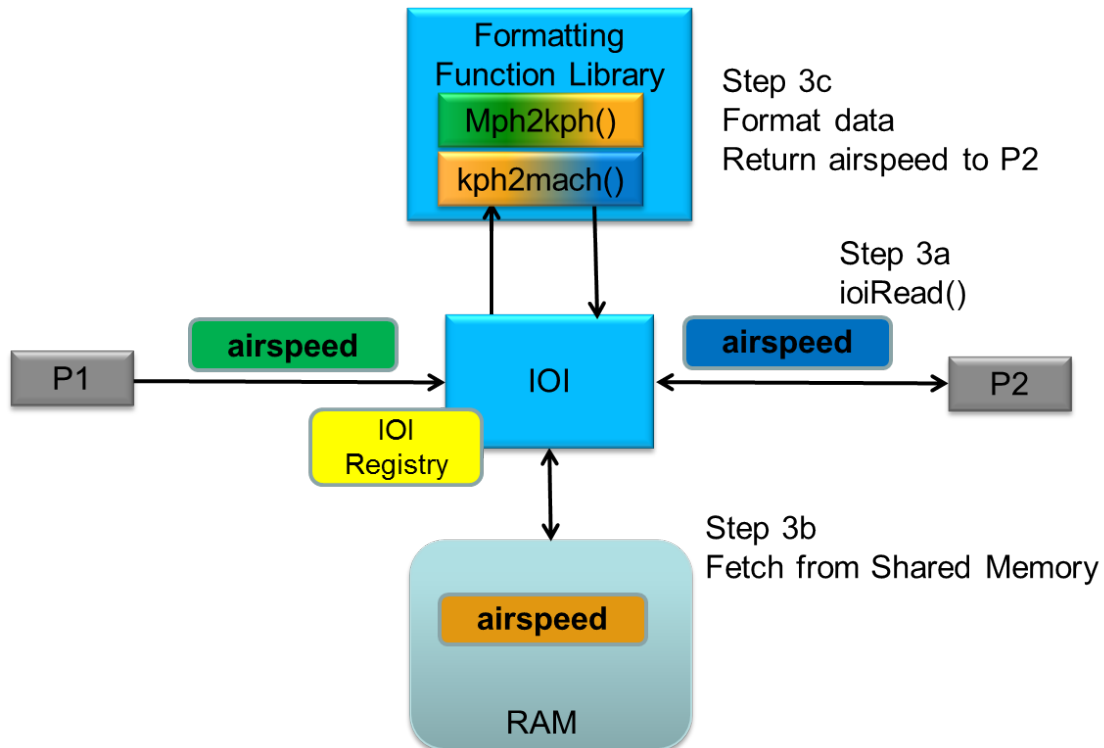 Formatting
Function Library
Mph2kph()
kph2mach()
Step 3c
Format data
Return airspeed to P2
Step 3a
ioiRead()
airspeed
airspeed
P1
IOI
P2
IOI
Registry
Step 3b
Fetch from Shared Memory
airspeed
RAM